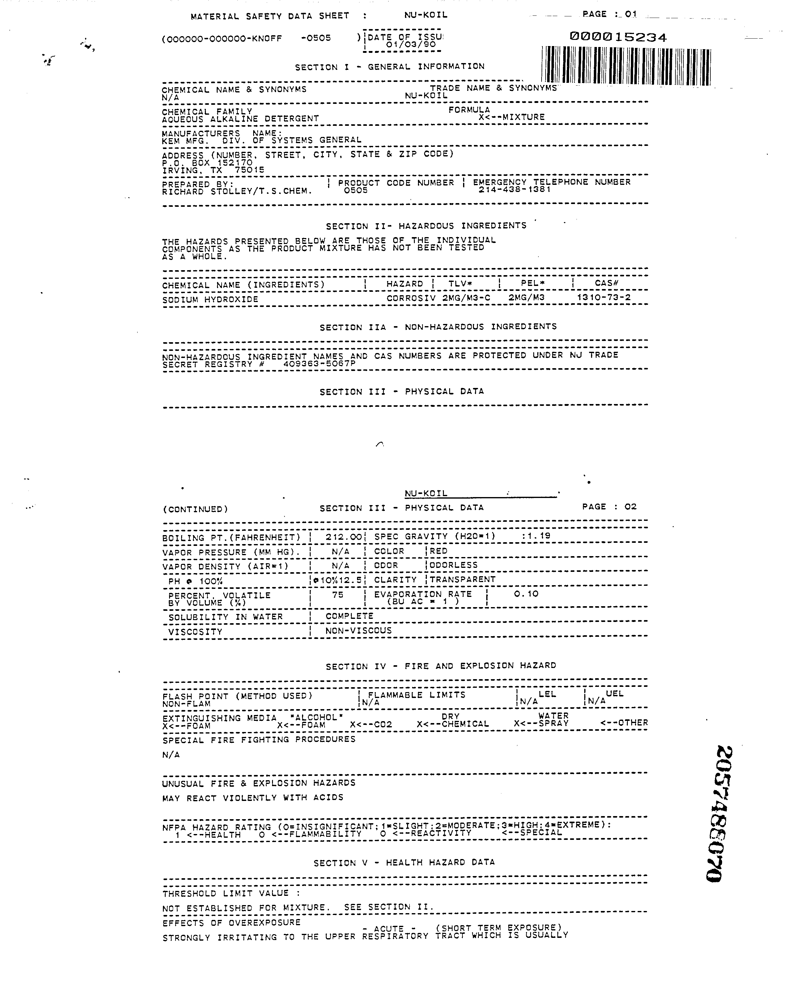 MATERIAL SAFETY DATA SHEET : NU-KOIL PAGE : 01
(000000-000000-KNOFF -0505 ) DATE OF ISSU: 000015234
01/03/90
SECTION I - GENERAL INFORMATION
CHEMICAL NAME & SYNONYMS TRADE NAME & SYNONYMS
N/A NU-KOIL
CHEMICAL FAMILY FORMULA
AQUEOUS ALKALINE DETERGENT X<--MIXTURE
MANUFACTURERS NAME:
KEM MFG. DIV. OF SYSTEMS GENERAL
ADDRESS (NUMBER, STREET, CITY, STATE & ZIP CODE)
P.O. BOX 152170
IRVING, TX 75015
PREPARED BY: | PRODUCT CODE NUMBER | EMERGENCY TELEPHONE NUMBER
RICHARD STOLLEY/T.S.CHEM. 0505 214-438-1381
SECTION II- HAZARDOUS INGREDIENTS
THE HAZARDS PRESENTED BELOW ARE THOSE OF THE INDIVIDUAL
COMPONENTS AS THE PRODUCT MIXTURE HAS NOT BEEN TESTED
AS A WHOLE.
CHEMICAL NAME (INGREDIENTS) | HAZARD | TLV* | PEL* | CAS#
SODIUM HYDROXIDE CORROSIV 2MG/M3-C 2MG/M3 1310-73-2
SECTION IIA - NON-HAZARDOUS INGREDIENTS
NON-HAZARDOUS INGREDIENT NAMES AND CAS NUMBERS ARE PROTECTED UNDER NJ TRADE
SECRET REGISTRY # 409363-5067P
SECTION III - PHYSICAL DATA
NU-KOIL
(CONTINUED) SECTION III - PHYSICAL DATA PAGE : 02
BOILING PT.(FAHRENHEIT) | 212.00| SPEC GRAVITY (H2O=1) :1.19
VAPOR PRESSURE (MM HG). | N/A | COLOR |RED
VAPOR DENSITY (AIR=1) | N/A | ODOR |ODORLESS
PH @ 100% |@10%12.5| CLARITY |TRANSPARENT
PERCENT, VOLATILE | 75 | EVAPORATION RATE | 0.10
BY VOLUME (%) (BU AC = 1 )
SOLUBILITY IN WATER | COMPLETE
VISCOSITY | NON-VISCOUS
SECTION IV - FIRE AND EXPLOSION HAZARD
FLASH POINT (METHOD USED) | FLAMMABLE LIMITS | LEL | UEL
NON-FLAM |N/A |N/A |N/A
EXTINGUISHING MEDIA "ALCOHOL" DRY WATER
X<--FOAM X<--FOAM X<--CO2 X<--CHEMICAL X<--SPRAY <--OTHER
SPECIAL FIRE FIGHTING PROCEDURES
N/A
UNUSUAL FIRE & EXPLOSION HAZARDS
MAY REACT VIOLENTLY WITH ACIDS
NFPA HAZARD RATING (0=INSIGNIFICANT;1=SLIGHT;2=MODERATE;3=HIGH;4=EXTREME):
1 <--HEALTH 0 <--FLAMMABILITY 0 <--REACTIVITY <--SPECIAL
SECTION V - HEALTH HAZARD DATA
THRESHOLD LIMIT VALUE :
NOT ESTABLISHED FOR MIXTURE. SEE SECTION II.
EFFECTS OF OVEREXPOSURE
- ACUTE - (SHORT TERM EXPOSURE)
STRONGLY IRRITATING TO THE UPPER RESPIRATORY TRACT WHICH IS USUALLY
2057488070